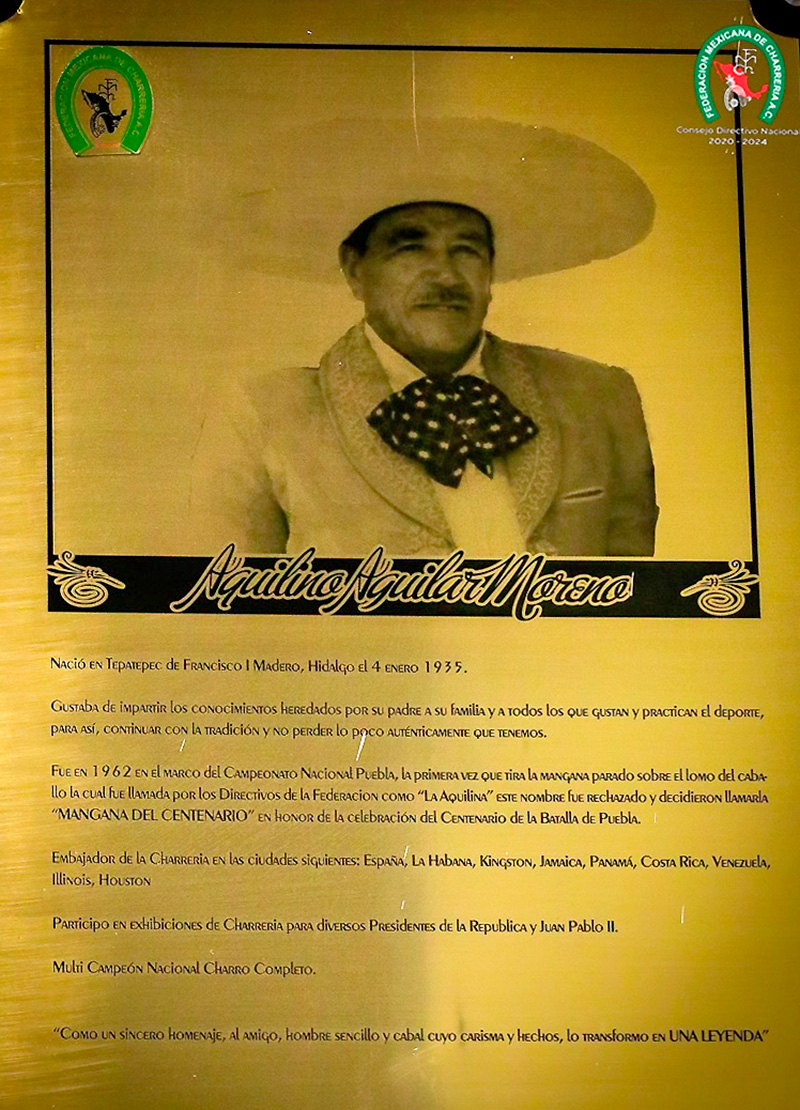 FEDERACION MEXICANA DE CHARRERIA A.C.
FEDERACION MEXICANA DE CHARRERIA A.C.
Consejo Directivo Nacional
2020 - 2024
Aquilino Aguilar Moreno
Nació en Tepatepec de Francisco I Madero, Hidalgo el 4 enero 1935.
Gustaba de impartir los conocimientos heredados por su padre a su familia y a todos los que gustan y practican el deporte,
para así, continuar con la tradición y no perder lo poco auténticamente que tenemos.
Fue en 1962 en el marco del Campeonato Nacional Puebla, la primera vez que tira la mangana parado sobre el lomo del caba-
llo la cual fue llamada por los Directivos de la Federacion como "La Aquilina" este nombre fue rechazado y decidieron llamarla
"MANGANA DEL CENTENARIO" en honor de la celebración del Centenario de la Batalla de Puebla.
Embajador de la Charreria en las ciudades siguientes: España, La Habana, Kingston, Jamaica, Panamá, Costa Rica, Venezuela,
Illinois, Houston
Participo en exhibiciones de Charreria para diversos Presidentes de la Republica y Juan Pablo II.
Multi Campeón Nacional Charro Completo.
"Como un sincero homenaje, al amigo, hombre sencillo y cabal cuyo carisma y hechos, lo transformo en UNA LEYENDA"